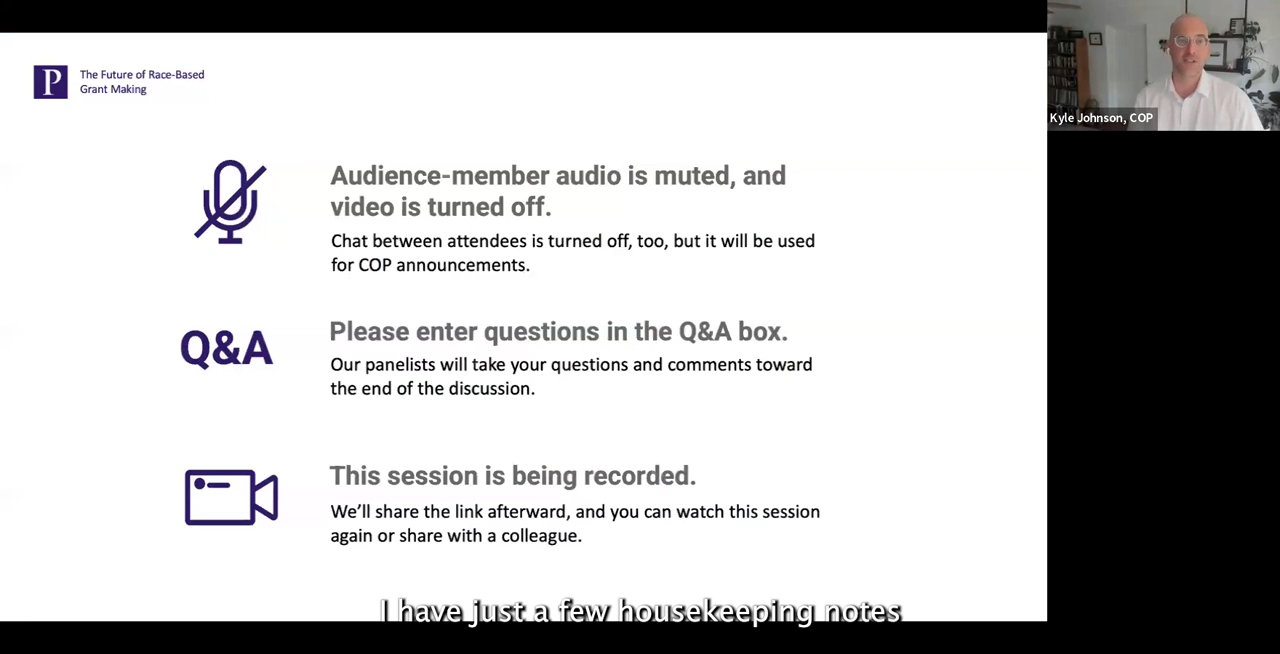 P
The Future of Race-Based
Grant Making
Kyle Johnson, COP
Audience-member audio is muted, and
video is turned off.
Chat between attendees is turned off, too, but it will be used
for COP announcements.
Q&A
Please enter questions in the Q&A box.
Our panelists will take your questions and comments toward
the end of the discussion.
This session is being recorded.
We’ll share the link afterward, and you can watch this session
again or share with a colleague.
I have just a few housekeeping notes